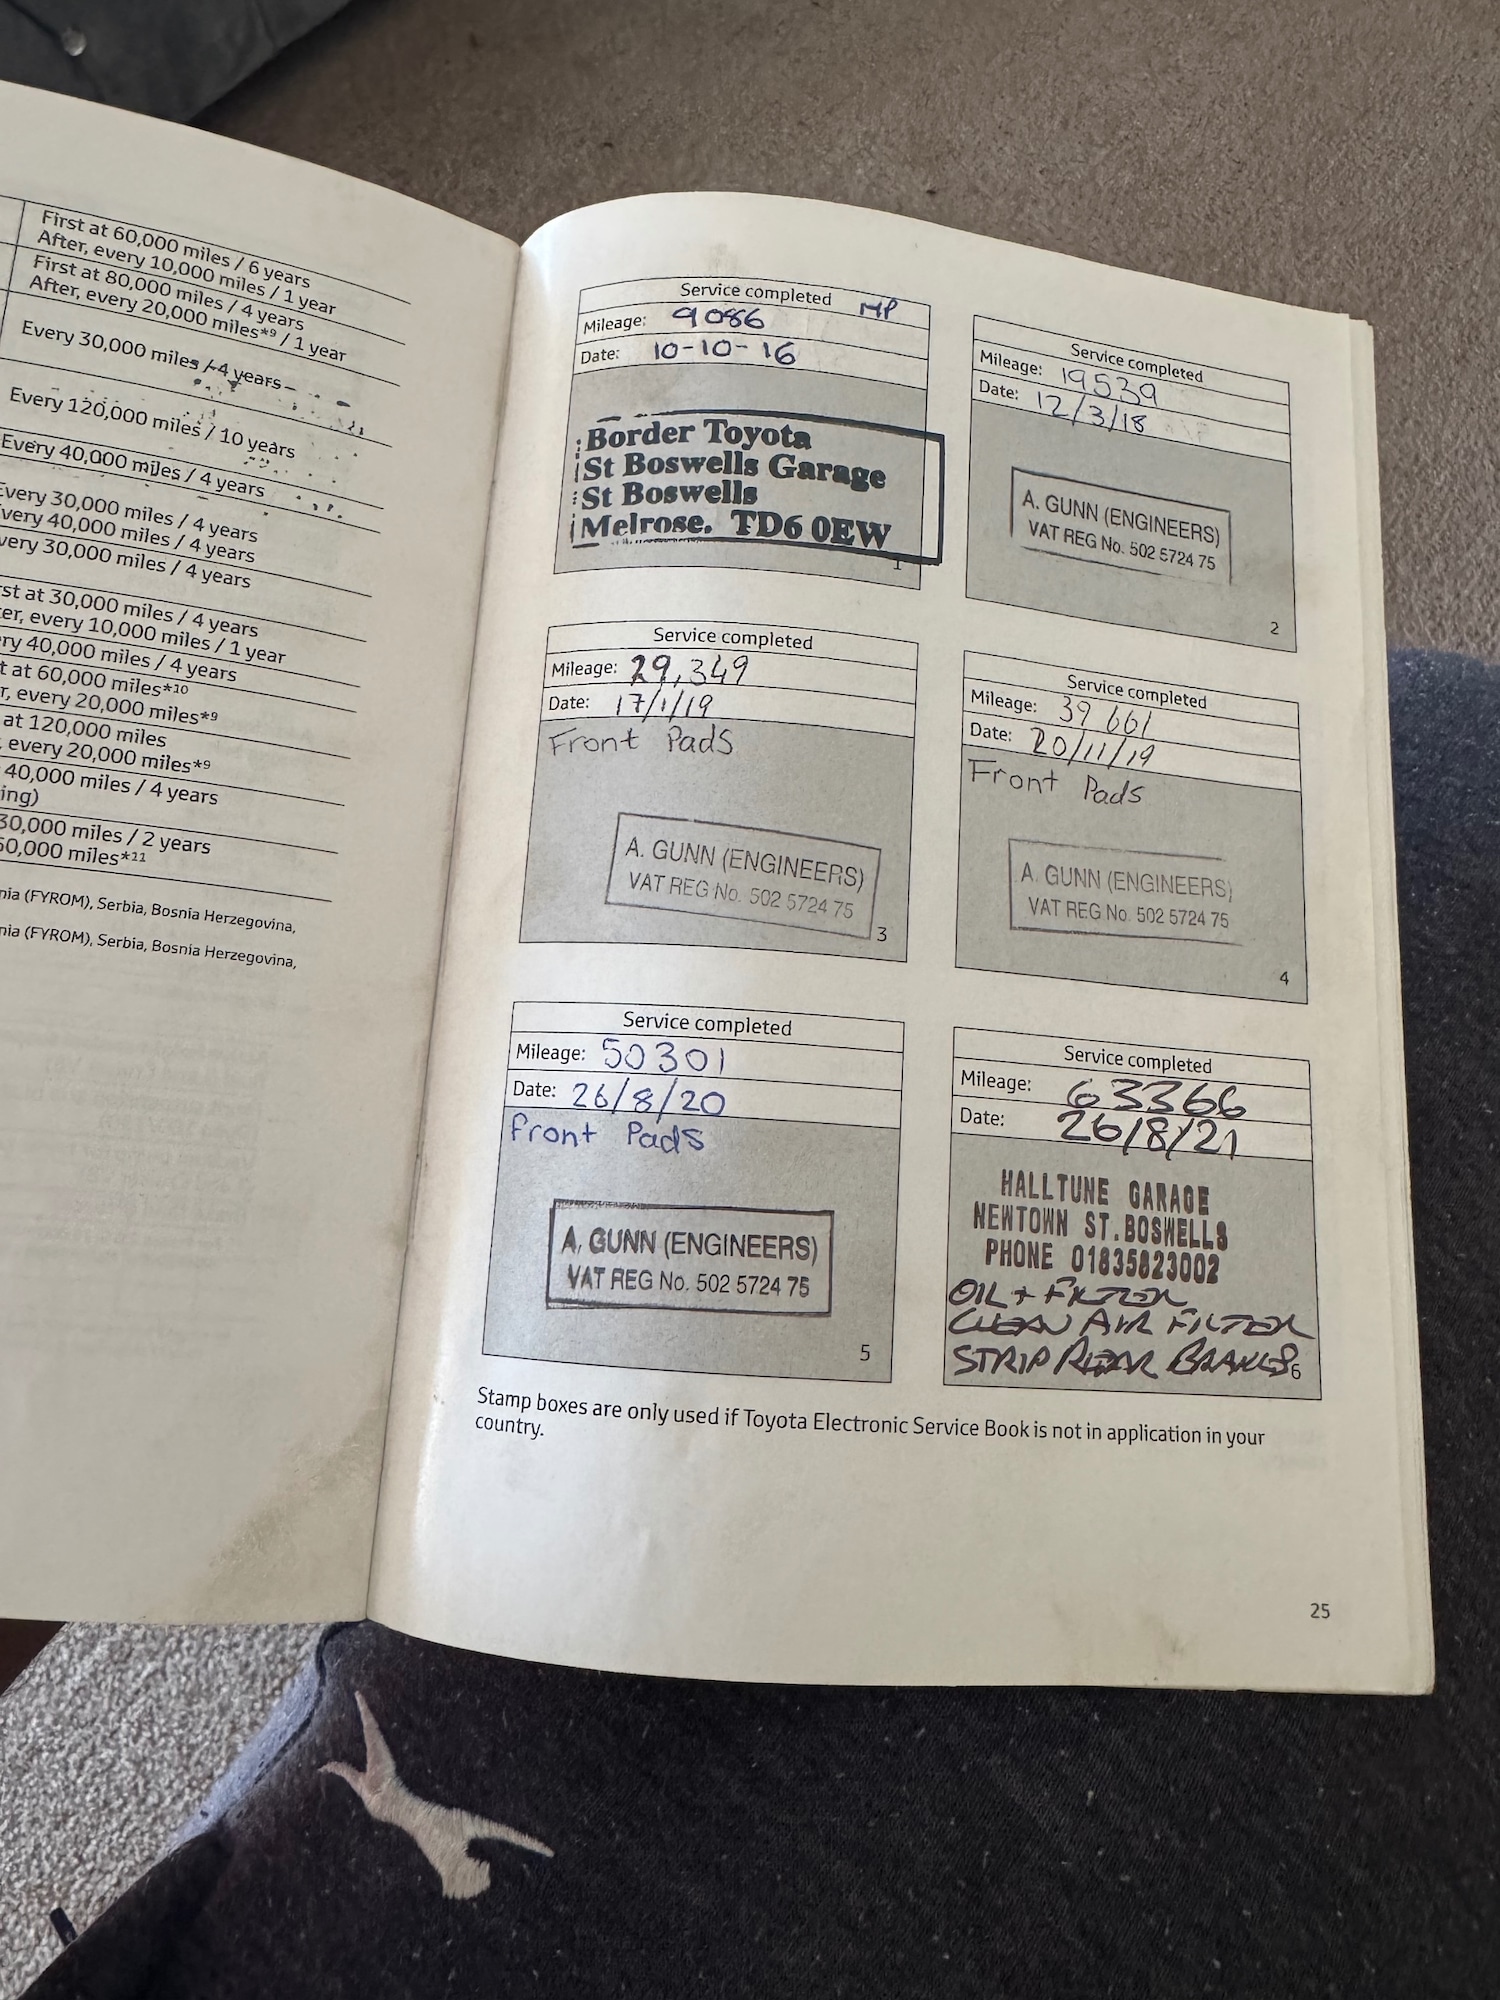 First at 60,000 miles / 6 years
After, every 10,000 miles / 1 year
First at 80,000 miles / 4 years
After, every 20,000 miles*9 / 1 year
Every 30,000 miles / 4 years
Every 120,000 miles / 10 years
Every 40,000 miles / 4 years
Every 30,000 miles / 4 years
very 40,000 miles / 4 years
very 30,000 miles / 4 years
rst at 30,000 miles / 4 years
er, every 10,000 miles / 1 year
ry 40,000 miles / 4 years
t at 60,000 miles*10
r, every 20,000 miles*9
at 120,000 miles
, every 20,000 miles*9
40,000 miles / 4 years
ing)
30,000 miles / 2 years
60,000 miles*11
nia (FYROM), Serbia, Bosnia Herzegovina,
nia (FYROM), Serbia, Bosnia Herzegovina,
Service completed MP
Mileage: 9086
Date: 10-10-16
Border Toyota
St Boswells Garage
St Boswells
Melrose. TD6 0EW
1
Service completed
Mileage: 19539
Date: 12/3/18
A. GUNN (ENGINEERS)
VAT REG No. 502 5724 75
2
Service completed
Mileage: 29,349
Date: 17/1/19
Front Pads
A. GUNN (ENGINEERS)
VAT REG No. 502 5724 75
3
Service completed
Mileage: 39 661
Date: 20/11/19
Front Pads
A. GUNN (ENGINEERS)
VAT REG No. 502 5724 75
4
Service completed
Mileage: 50301
Date: 26/8/20
Front Pads
A. GUNN (ENGINEERS)
VAT REG No. 502 5724 75
5
Service completed
Mileage: 63366
Date: 26/8/21
HALLTUNE GARAGE
NEWTOWN ST.BOSWELLS
PHONE 01835823002
OIL + FILTER
CLEAN AIR FILTER
STRIP REAR BRAKES
6
Stamp boxes are only used if Toyota Electronic Service Book is not in application in your
country.
25